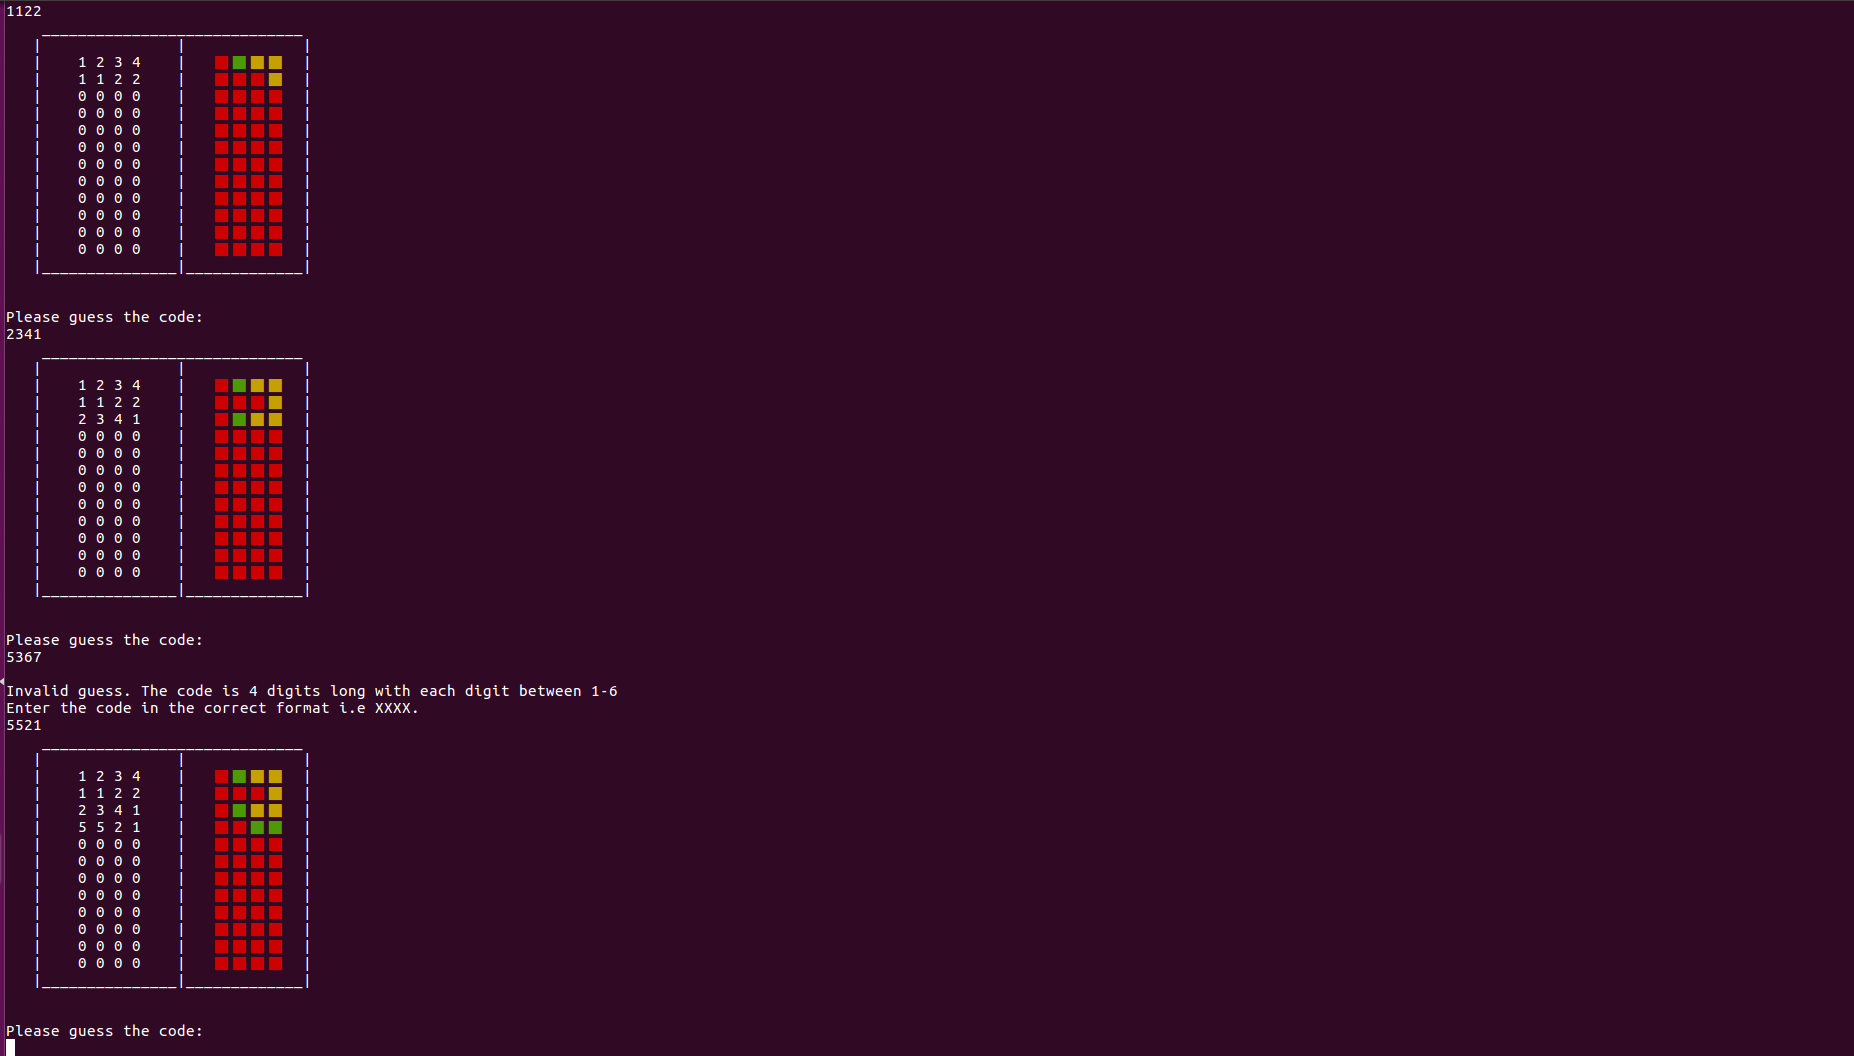 1122
1 2 3 4
1 1 2 2
0 0 0 0
0 0 0 0
0 0 0 0
0 0 0 0
0 0 0 0
0 0 0 0
0 0 0 0
0 0 0 0
0 0 0 0
0 0 0 0
Please guess the code:
2341
1 2 3 4
1 1 2 2
2 3 4 1
0 0 0 0
0 0 0 0
0 0 0 0
0 0 0 0
0 0 0 0
0 0 0 0
0 0 0 0
0 0 0 0
0 0 0 0
Please guess the code:
5367
Invalid guess. The code is 4 digits long with each digit between 1-6
Enter the code in the correct format i.e XXXX.
5521
1 2 3 4
1 1 2 2
2 3 4 1
5 5 2 1
0 0 0 0
0 0 0 0
0 0 0 0
0 0 0 0
0 0 0 0
0 0 0 0
0 0 0 0
0 0 0 0
Please guess the code: